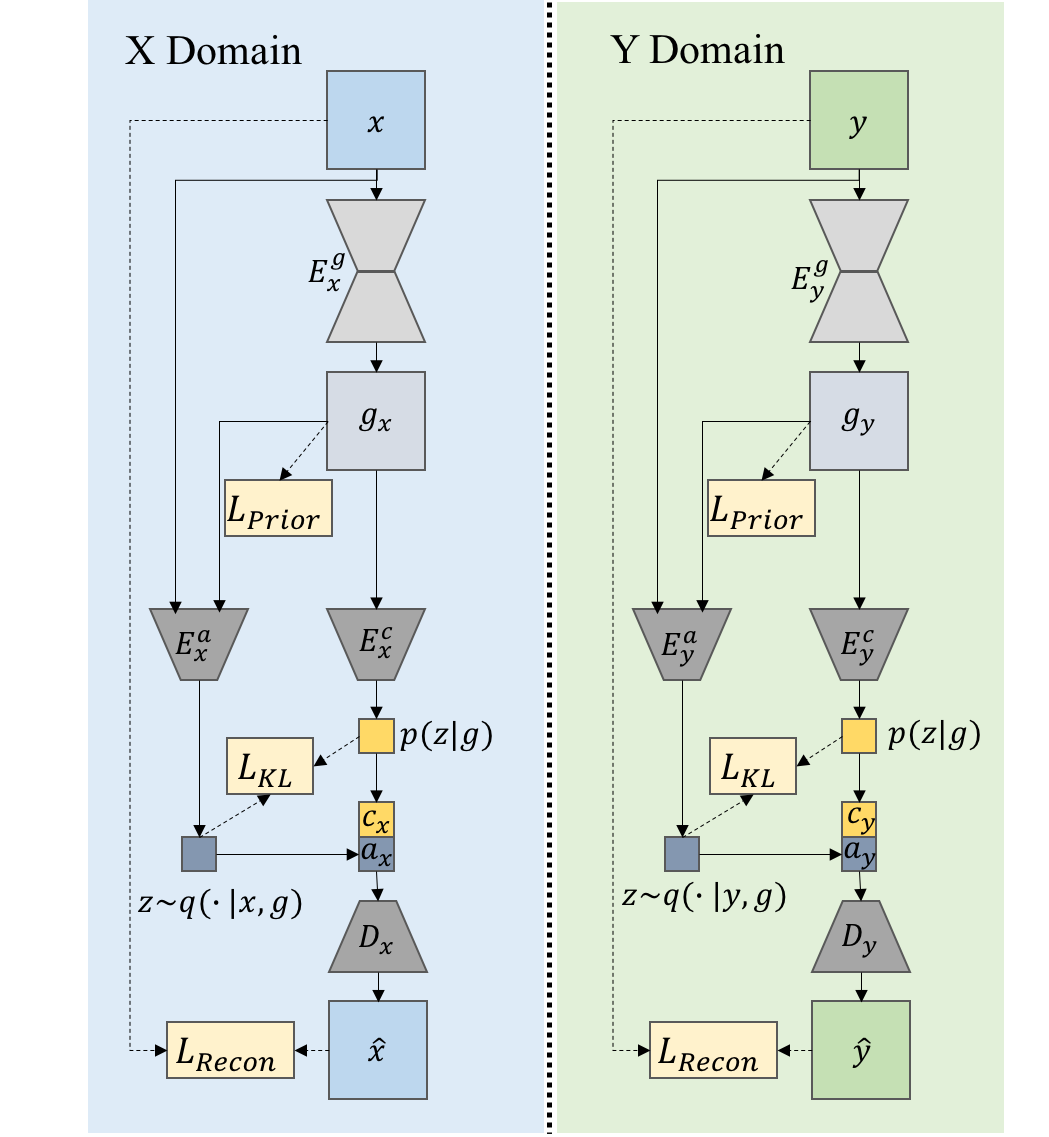 X Domain
x
E_x^g
g_x
L_Prior
E_x^a
E_x^c
p(z|g)
L_KL
c_x
a_x
z~q(· |x, g)
D_x
L_Recon
x̂
Y Domain
y
E_y^g
g_y
L_Prior
E_y^a
E_y^c
p(z|g)
L_KL
c_y
a_y
z~q(· |y, g)
D_y
L_Recon
ŷ